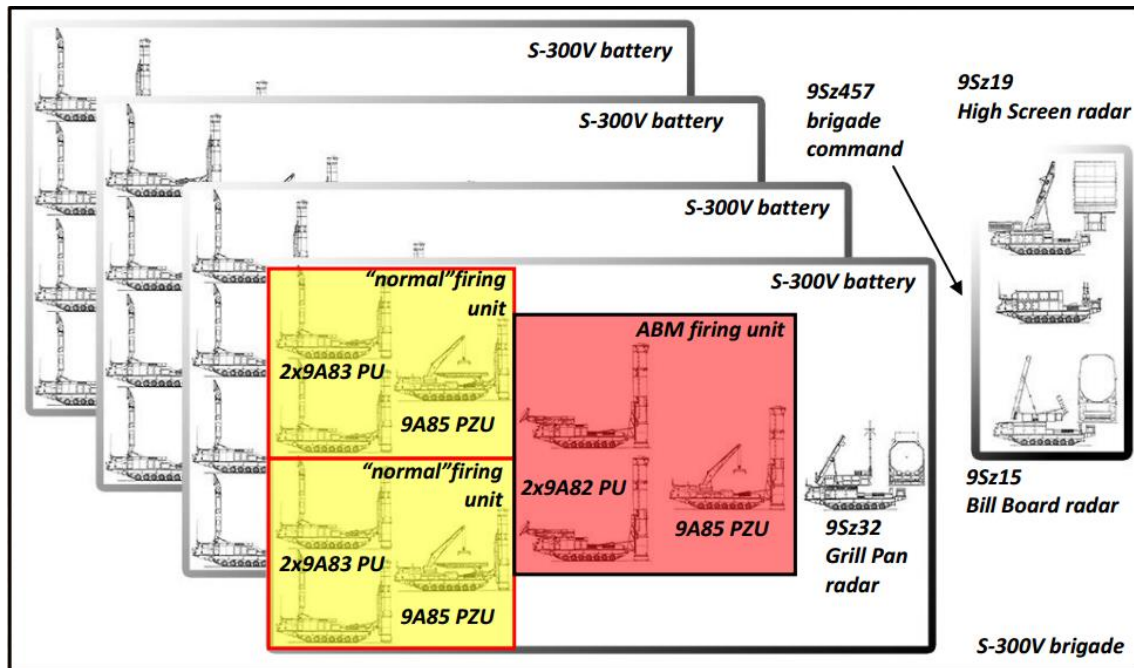 S-300V battery
S-300V battery
S-300V battery
S-300V battery
9Sz457
brigade
command
9Sz19
High Screen radar
“normal”firing
unit
2x9A83 PU
9A85 PZU
“normal”firing
unit
2x9A83 PU
9A85 PZU
ABM firing unit
2x9A82 PU
9A85 PZU
9Sz32
Grill Pan
radar
9Sz15
Bill Board radar
S-300V brigade